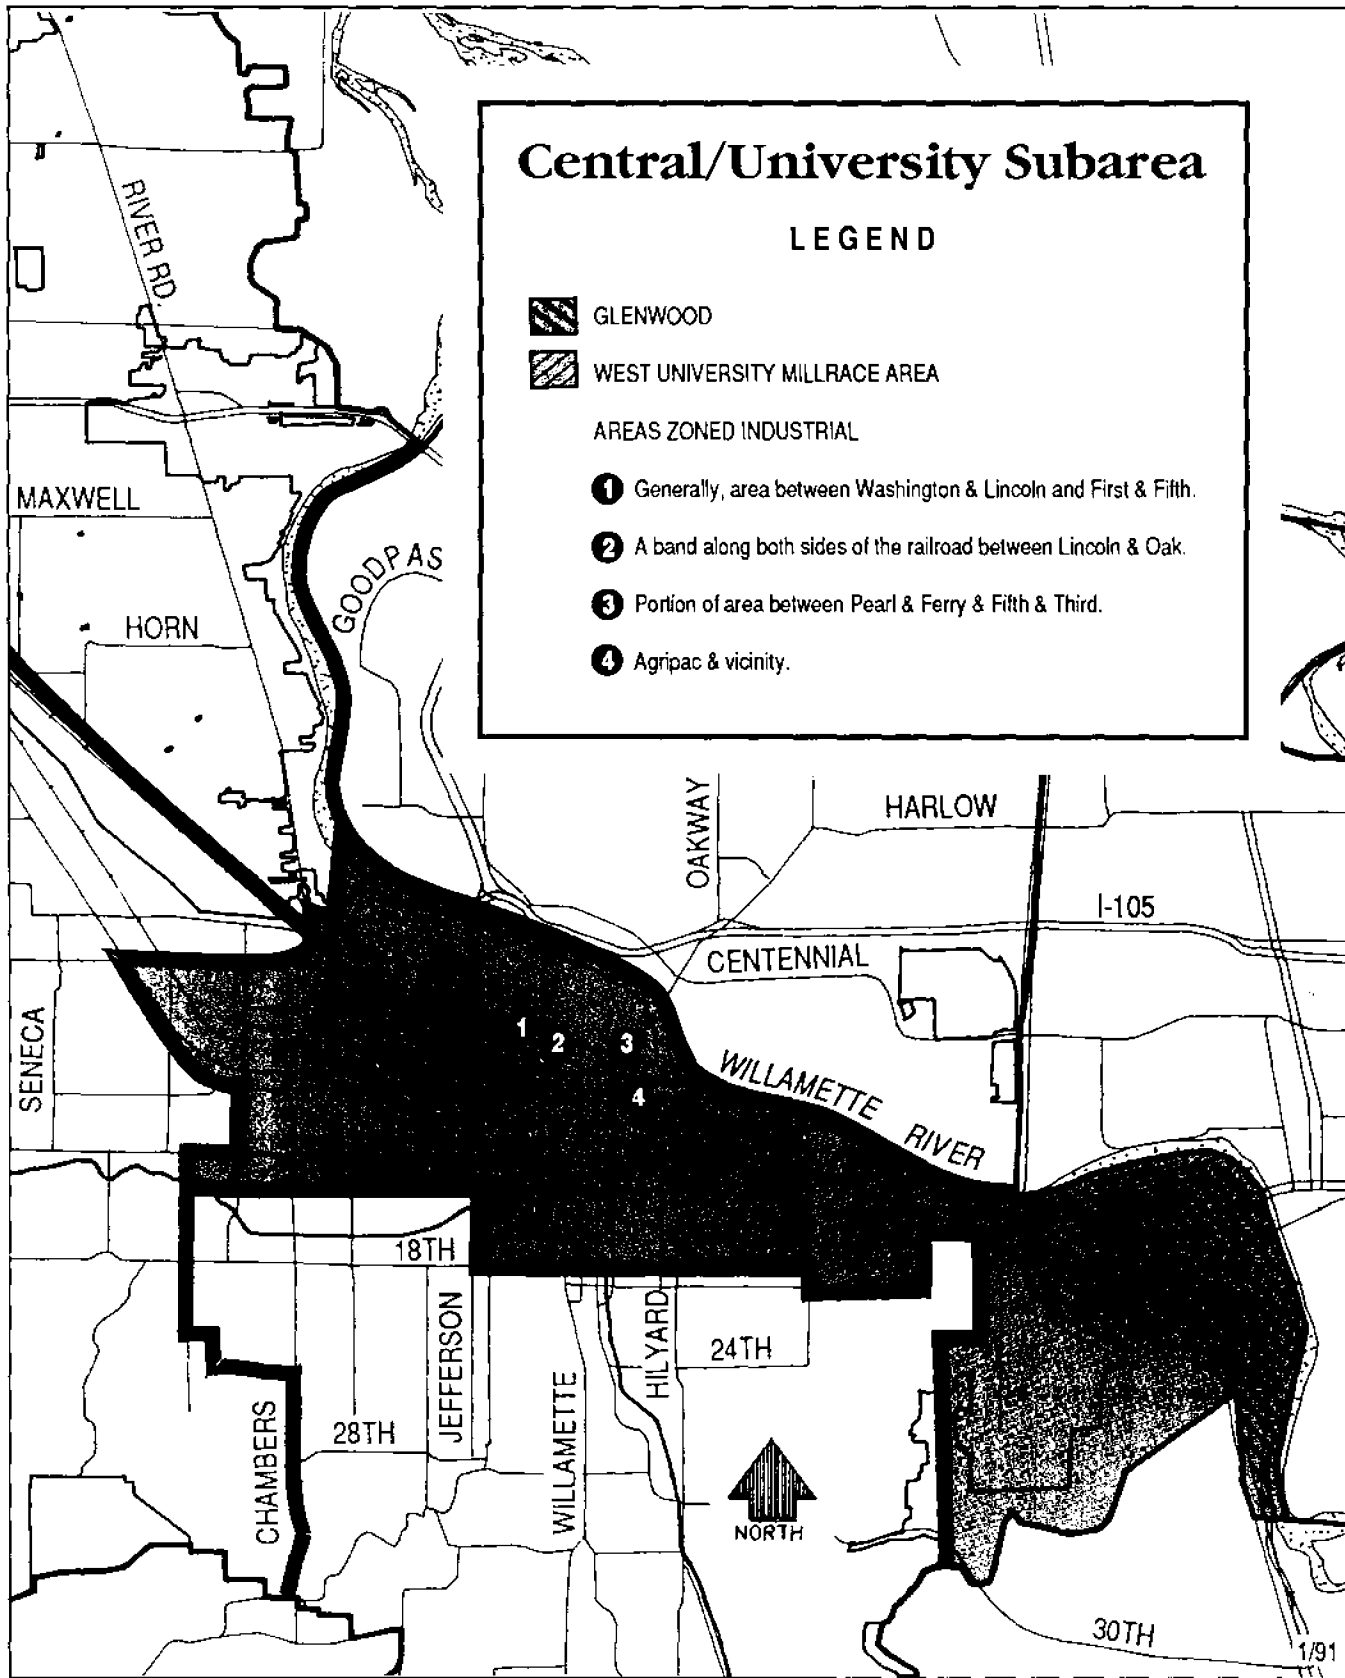 Central/University Subarea
LEGEND
GLENWOOD
WEST UNIVERSITY MILLRACE AREA
AREAS ZONED INDUSTRIAL
1 Generally, area between Washington & Lincoln and First & Fifth.
2 A band along both sides of the railroad between Lincoln & Oak.
3 Portion of area between Pearl & Ferry & Fifth & Third.
4 Agripac & vicinity.
RIVER RD.
MAXWELL
GOODPAS
HORN
OAKWAY
HARLOW
I-105
CENTENNIAL
SENECA
1
2
3
4
WILLAMETTE RIVER
18TH
JEFFERSON
HILYARD
24TH
CHAMBERS
28TH
WILLAMETTE
NORTH
30TH
1/91